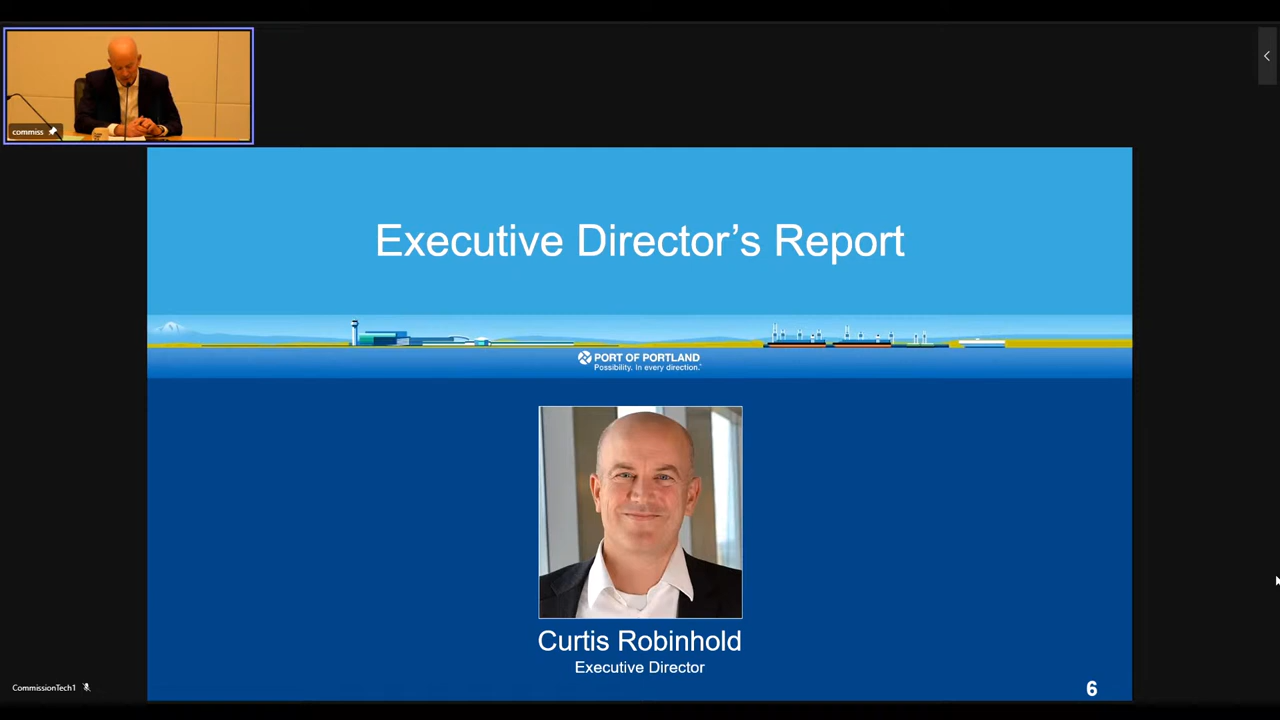 commiss
Executive Director’s Report
PORT OF PORTLAND
Possibility. In every direction.
Curtis Robinhold
Executive Director
CommissionTech1
6